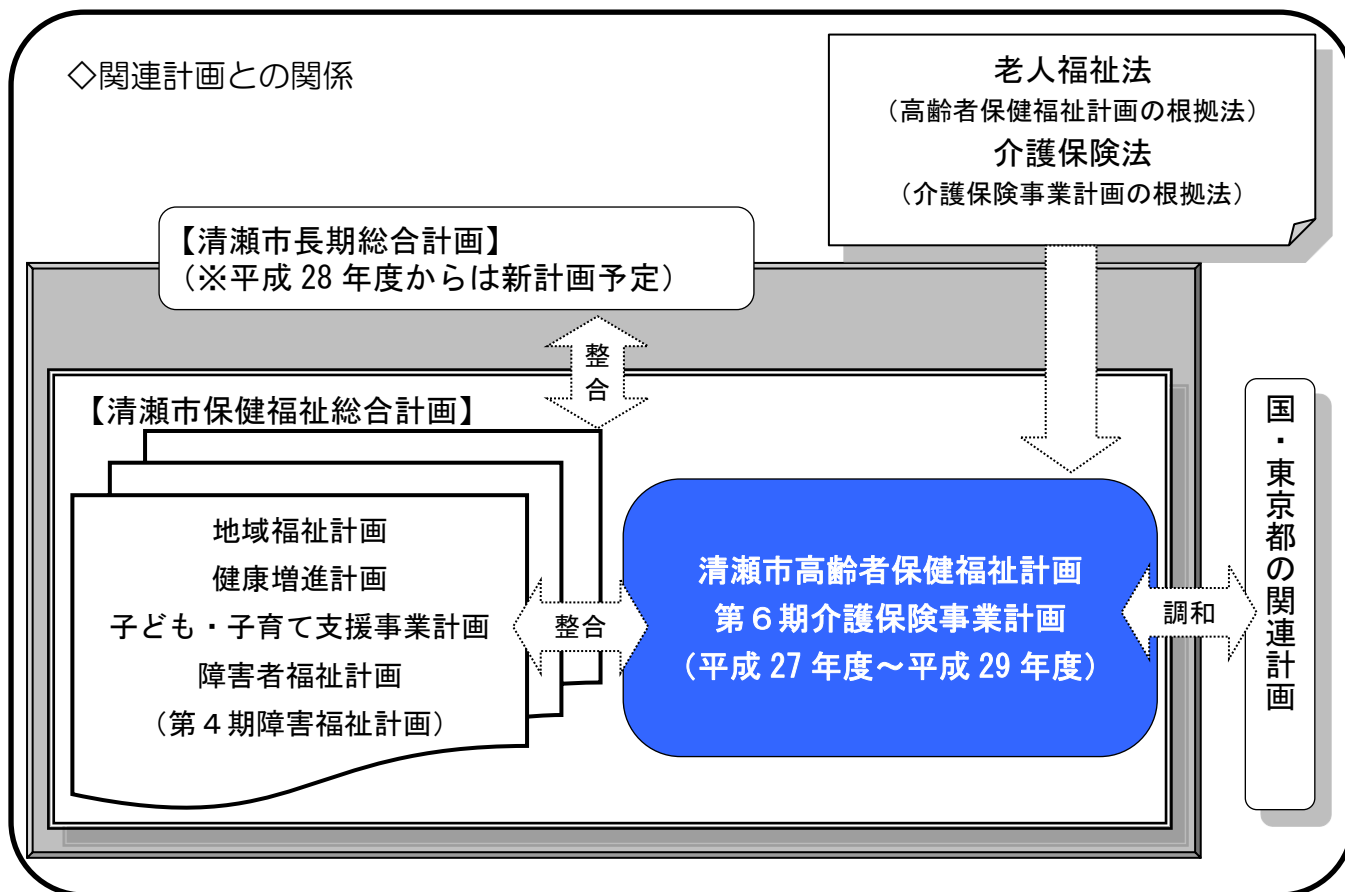 ◇関連計画との関係
老人福祉法
（高齢者保健福祉計画の根拠法）
介護保険法
（介護保険事業計画の根拠法）
【清瀬市長期総合計画】
（※平成 28 年度からは新計画予定）
整合
【清瀬市保健福祉総合計画】
地域福祉計画
健康増進計画
子ども・子育て支援事業計画
障害者福祉計画
（第４期障害福祉計画）
整合
清瀬市高齢者保健福祉計画
第６期介護保険事業計画
（平成 27 年度～平成 29 年度）
調和
国・東京都の関連計画